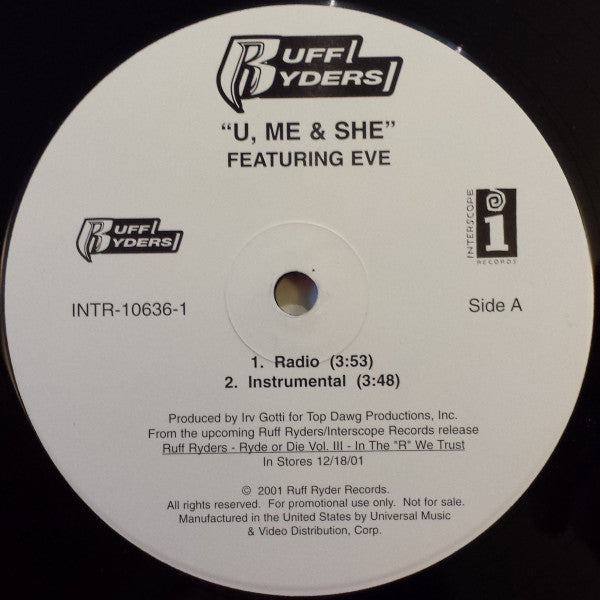 RUFF
RYDERS
"U, ME & SHE"
FEATURING EVE
RUFF
RYDERS
INTERSCOPE
i
RECORDS
INTR-10636-1
Side A
1. Radio (3:53)
2. Instrumental (3:48)
Produced by Irv Gotti for Top Dawg Productions, Inc.
From the upcoming Ruff Ryders/Interscope Records release
Ruff Ryders - Ryde or Die Vol. III - In The "R" We Trust
In Stores 12/18/01
© 2001 Ruff Ryder Records.
All rights reserved. For promotional use only. Not for sale.
Manufactured in the United States by Universal Music
& Video Distribution, Corp.